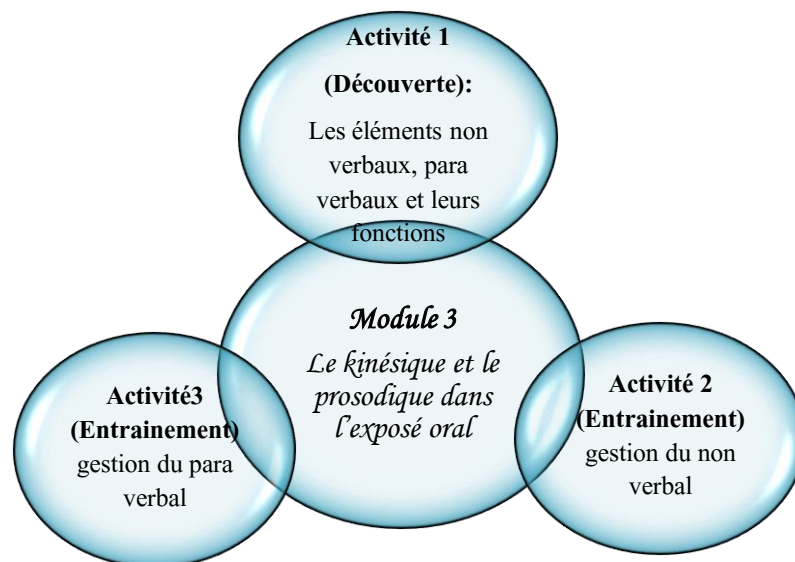 Activité 1
(Découverte):
Les éléments non
verbaux, para
verbaux et leurs
fonctions
Module 3
Le kinésique et le
prosodique dans
l'exposé oral
Activité3
(Entrainement)
gestion du para
verbal
Activité 2
(Entrainement)
gestion du non
verbal